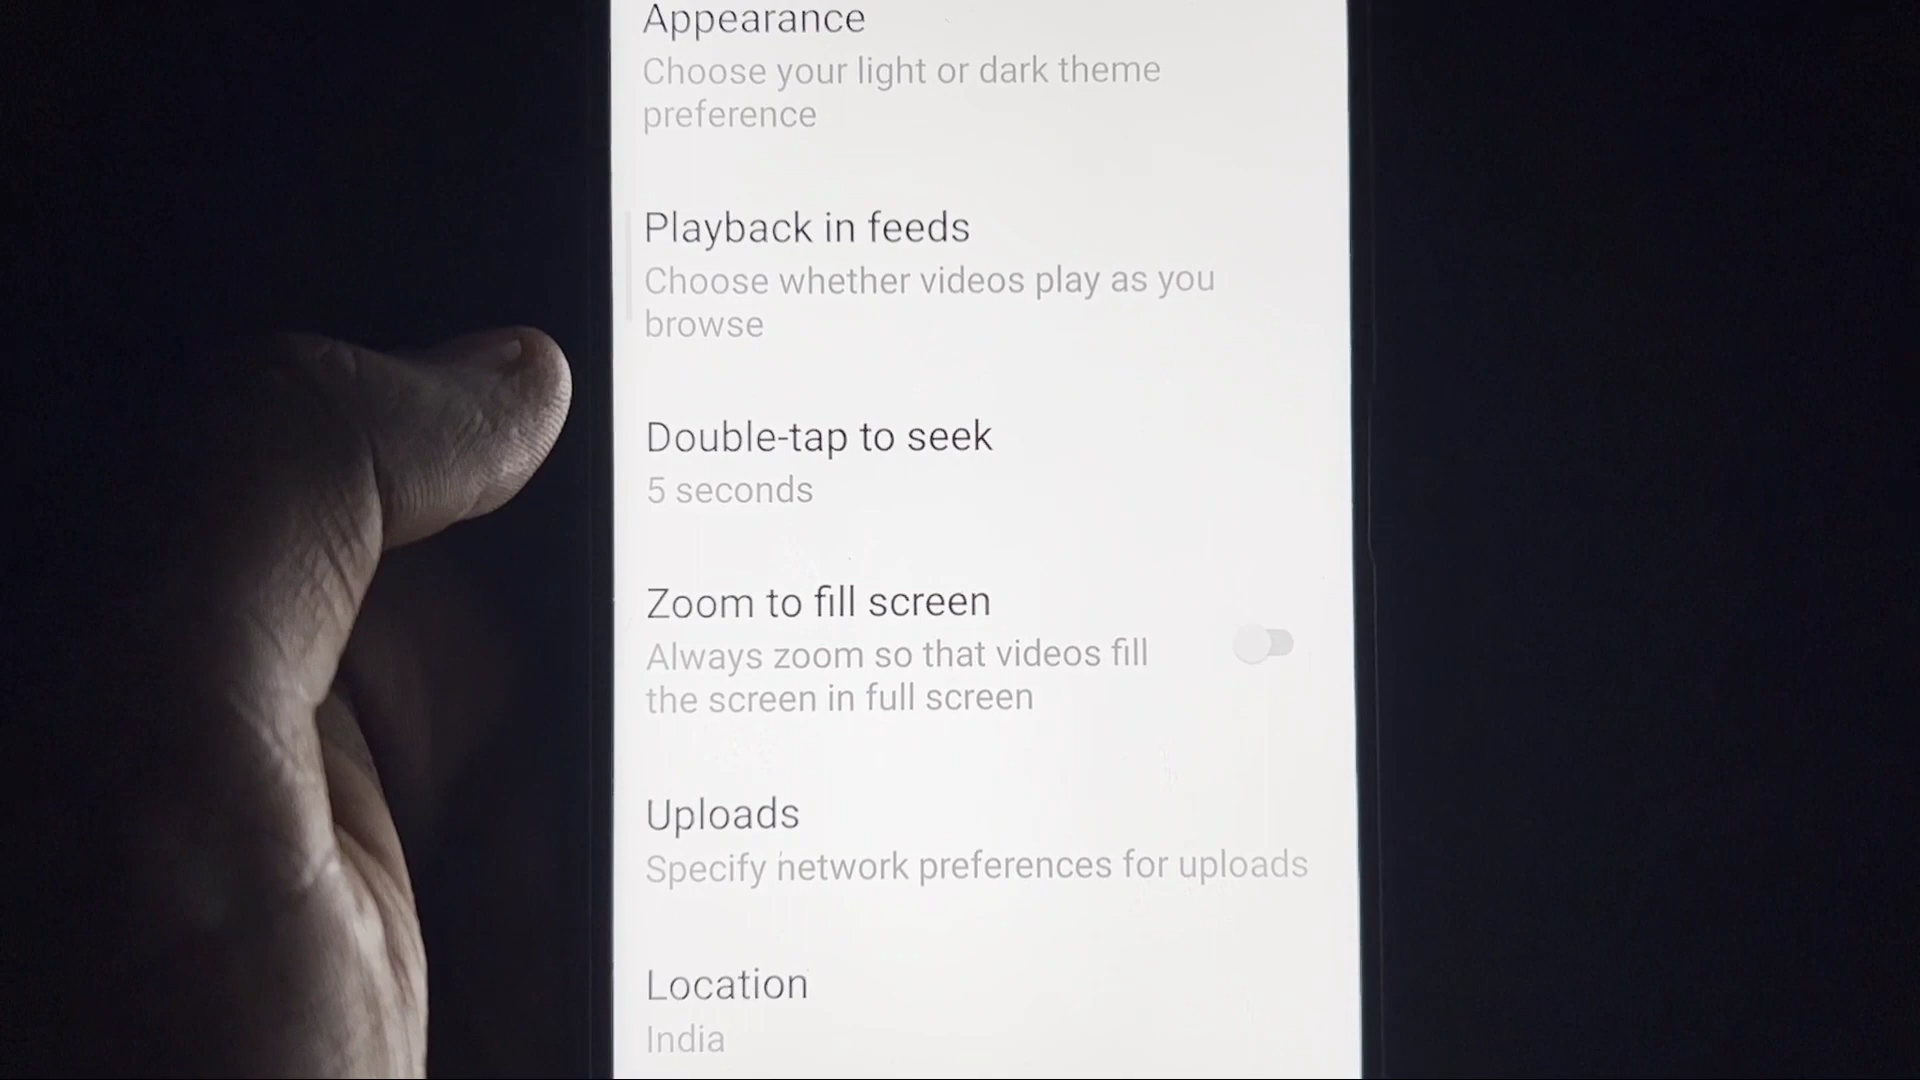 Appearance
Choose your light or dark theme
preference
Playback in feeds
Choose whether videos play as you
browse
Double-tap to seek
5 seconds
Zoom to fill screen
Always zoom so that videos fill
the screen in full screen
Uploads
Specify network preferences for uploads
Location
India